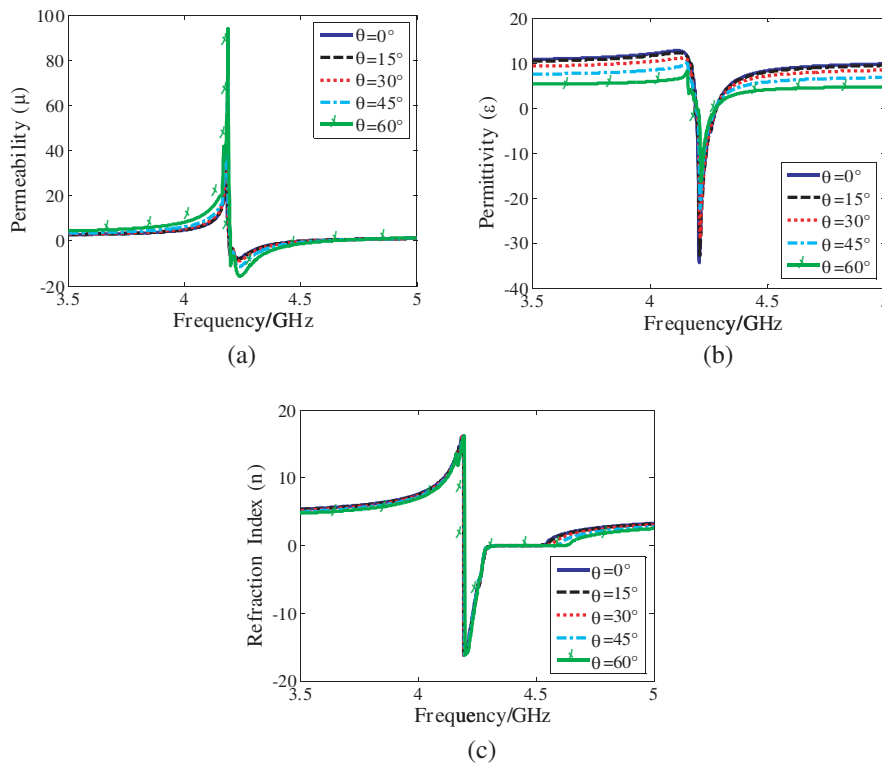 100
80
60
40
20
0
-20
3.5
4
4.5
5
Permeability (μ)
Frequency/GHz
θ=0°
θ=15°
θ=30°
θ=45°
θ=60°
(a)
20
10
0
-10
-20
-30
-40
3.5
4
4.5
Permittivity (ε)
Frequency/GHz
θ=0°
θ=15°
θ=30°
θ=45°
θ=60°
(b)
20
10
0
-10
-20
3.5
4
4.5
5
Refraction Index (n)
Frequency/GHz
θ=0°
θ=15°
θ=30°
θ=45°
θ=60°
(c)